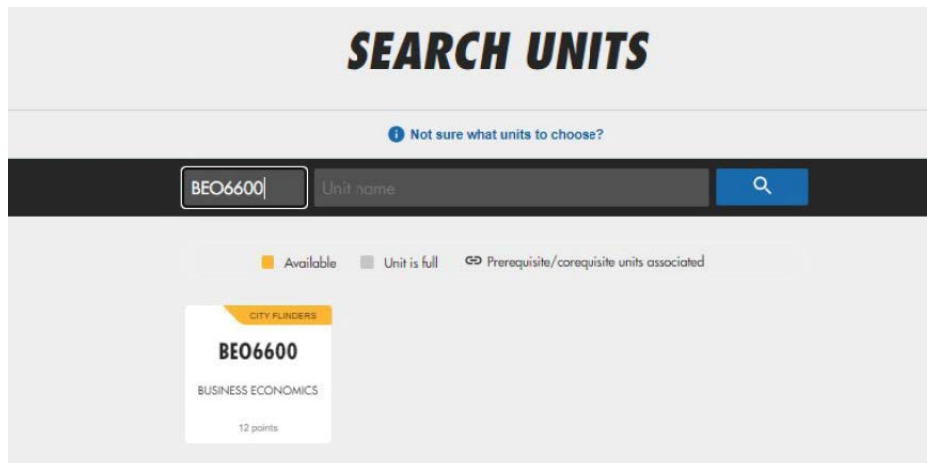 SEARCH UNITS
Not sure what units to choose?
BEO6600 Unit name
Available Unit is full Prerequisite/corequisite units associated
CITY FLINDERS
BEO6600
BUSINESS ECONOMICS
12 points